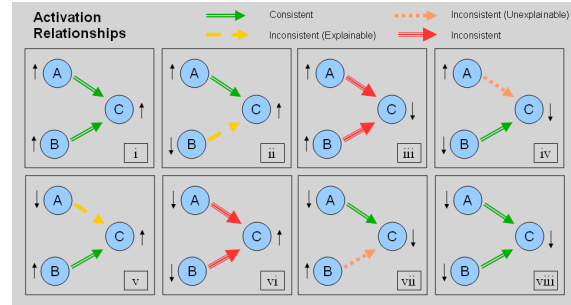 Activation
Relationships
Consistent
Inconsistent (Unexplainable)
Inconsistent (Explainable)
Inconsistent
A
B
C
i
A
B
C
ii
A
B
C
iii
A
B
C
iv
A
B
C
v
A
B
C
vi
A
B
C
vii
A
B
C
viii